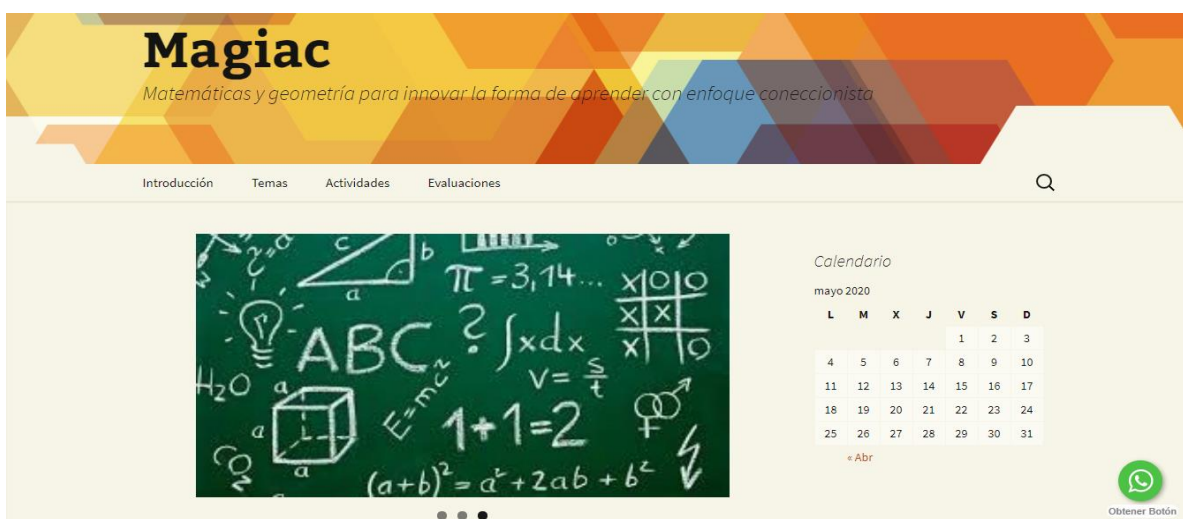 Magiac
Matemáticas y geometría para innovar la forma de aprender con enfoque coneccionista
Introducción Temas Actividades Evaluaciones
c
b
a
π = 3,14...
X O O
X X
X O
ABC
?
∫xdx
V = s/t
H₂O
a
a
a
E=mc²
1+1=2
CO₂
(a+b)² = a² + 2ab + b²
Calendario
mayo 2020
L M X J V S D
1 2 3
4 5 6 7 8 9 10
11 12 13 14 15 16 17
18 19 20 21 22 23 24
25 26 27 28 29 30 31
« Abr
Obtener Botón